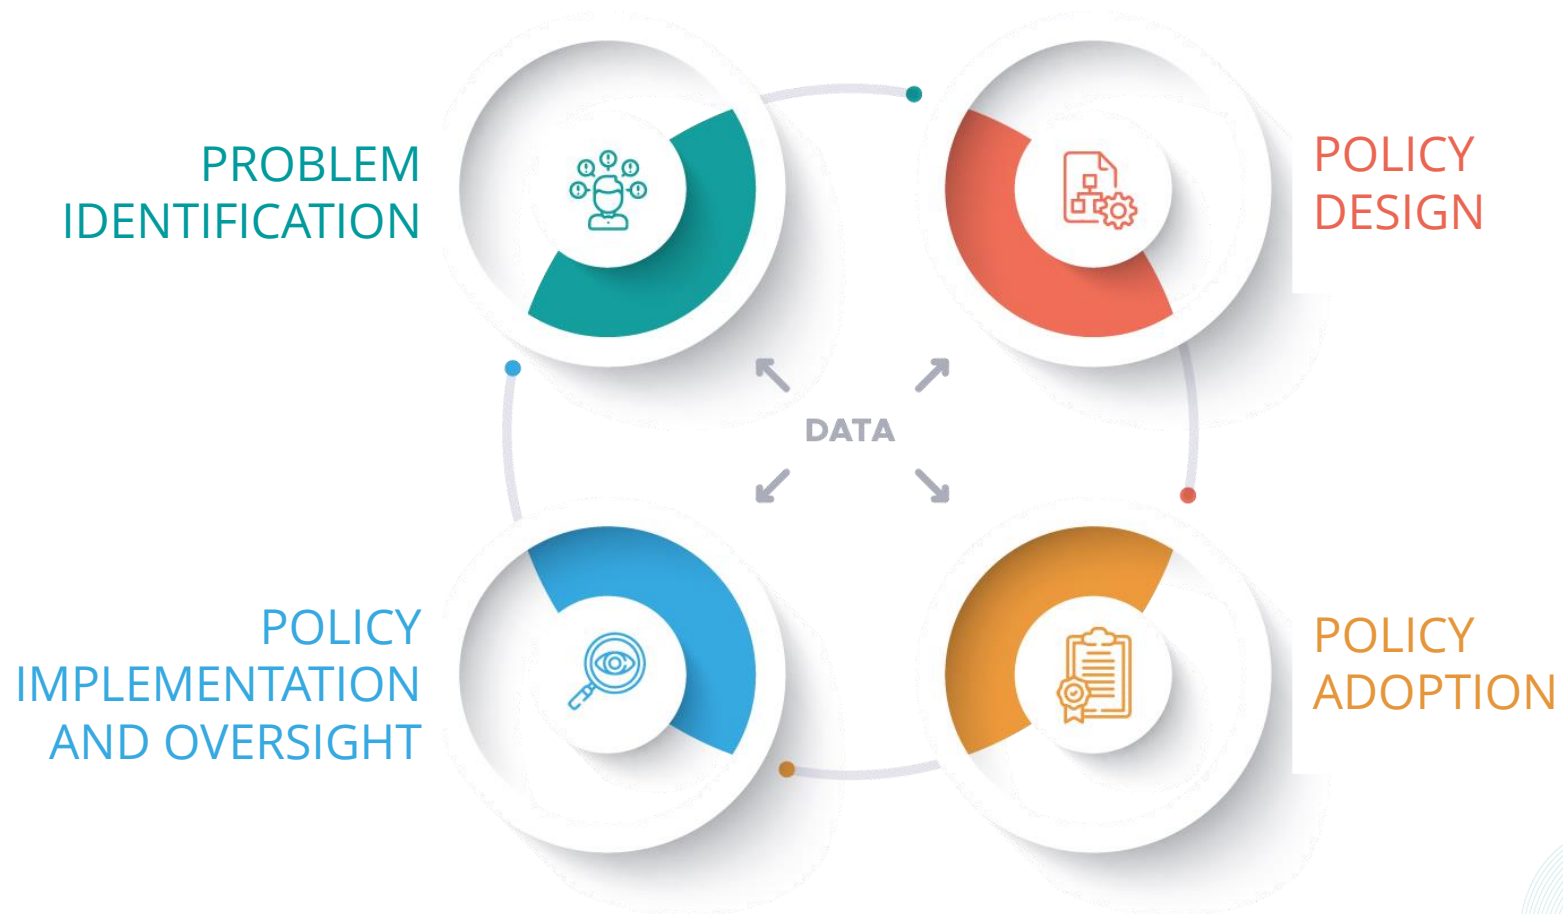 PROBLEM
IDENTIFICATION
POLICY
DESIGN
DATA
POLICY
IMPLEMENTATION
AND OVERSIGHT
POLICY
ADOPTION